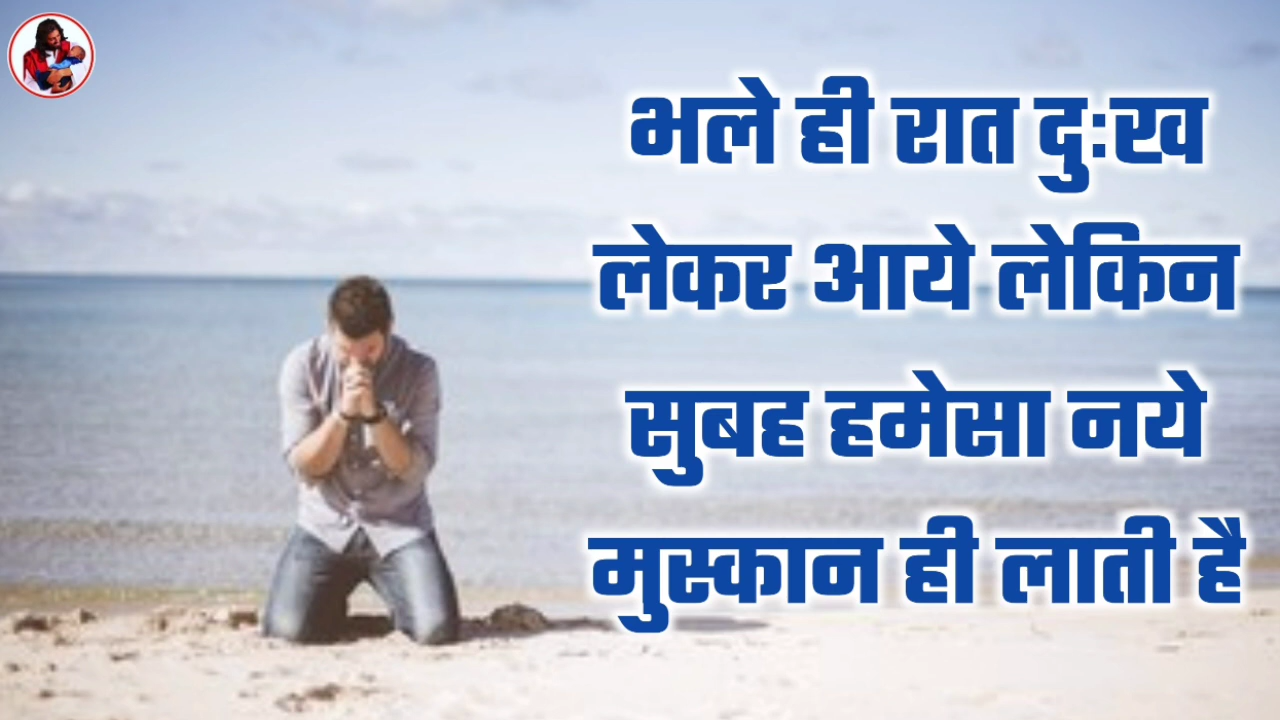 भले ही रात दुःख
लेकर आये लेकिन
सुबह हमेसा नये
मुस्कान ही लाती है